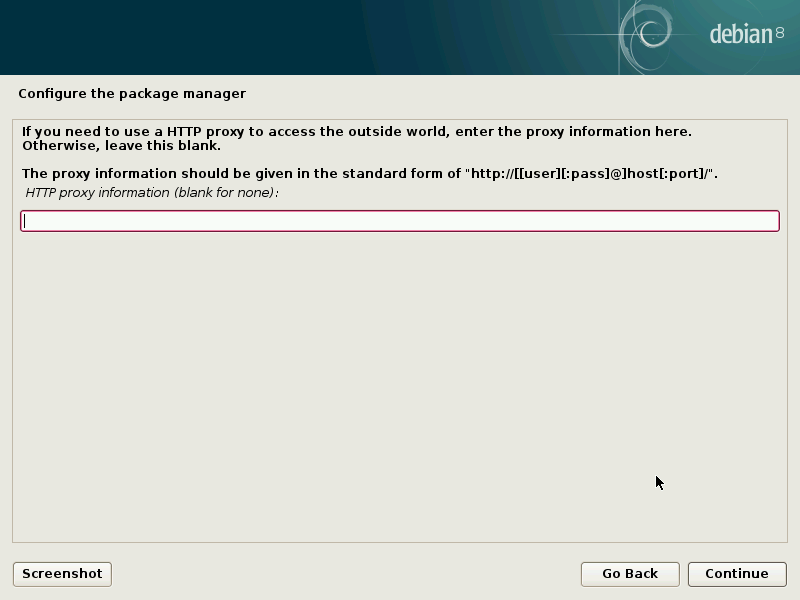 debian 8
Configure the package manager
If you need to use a HTTP proxy to access the outside world, enter the proxy information here.
Otherwise, leave this blank.
The proxy information should be given in the standard form of "http://[[user][:pass]@]host[:port]/".
HTTP proxy information (blank for none):
Screenshot
Go Back
Continue